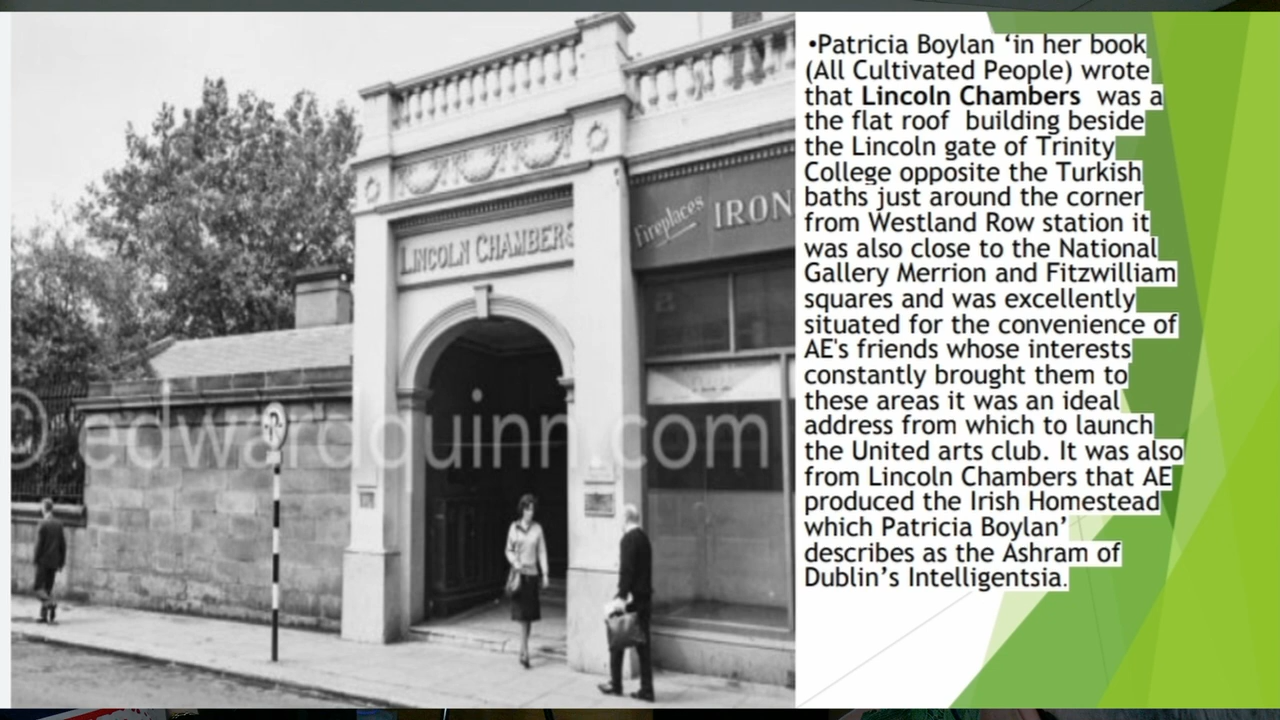 LINCOLN CHAMBERS
Fireplaces IRON
© edwardquinn.com
•Patricia Boylan ‘in her book
(All Cultivated People) wrote
that Lincoln Chambers was a
the flat roof building beside
the Lincoln gate of Trinity
College opposite the Turkish
baths just around the corner
from Westland Row station it
was also close to the National
Gallery Merrion and Fitzwilliam
squares and was excellently
situated for the convenience of
AE's friends whose interests
constantly brought them to
these areas it was an ideal
address from which to launch
the United arts club. It was also
from Lincoln Chambers that AE
produced the Irish Homestead
which Patricia Boylan’
describes as the Ashram of
Dublin’s Intelligentsia.